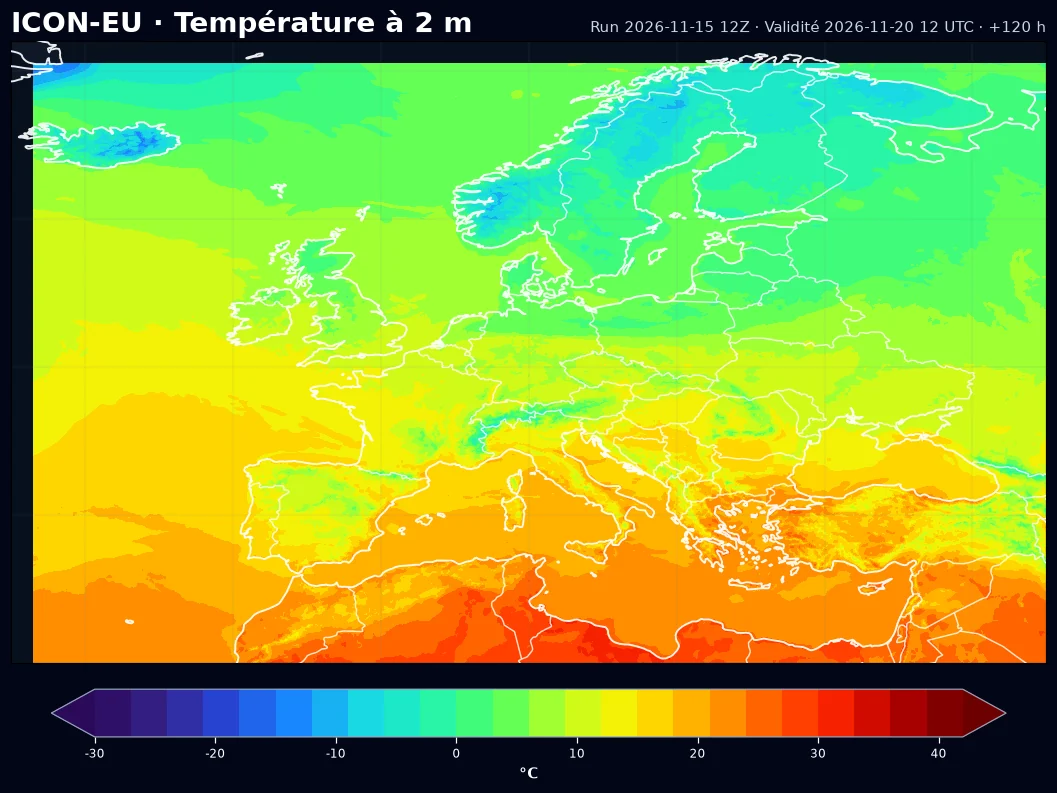 ICON-EU · Température à 2 m
Run 2026-11-15 12Z · Validité 2026-11-20 12 UTC · +120 h
-30 -20 -10 0 10 20 30 40
°C